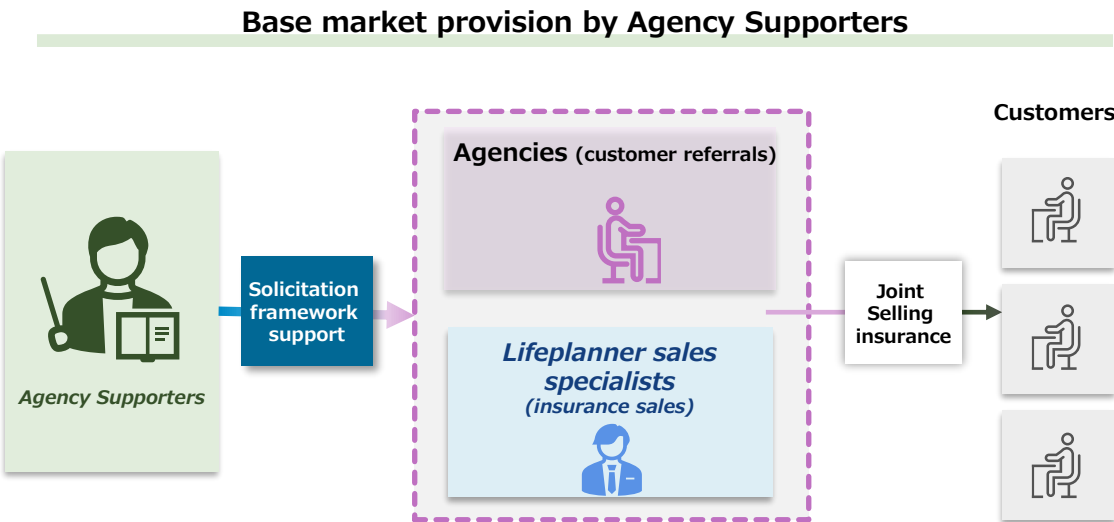 Base market provision by Agency Supporters
Customers
Agencies (customer referrals)
Solicitation
framework
support
Joint
Selling
insurance
Lifeplanner sales
specialists
(insurance sales)
Agency Supporters